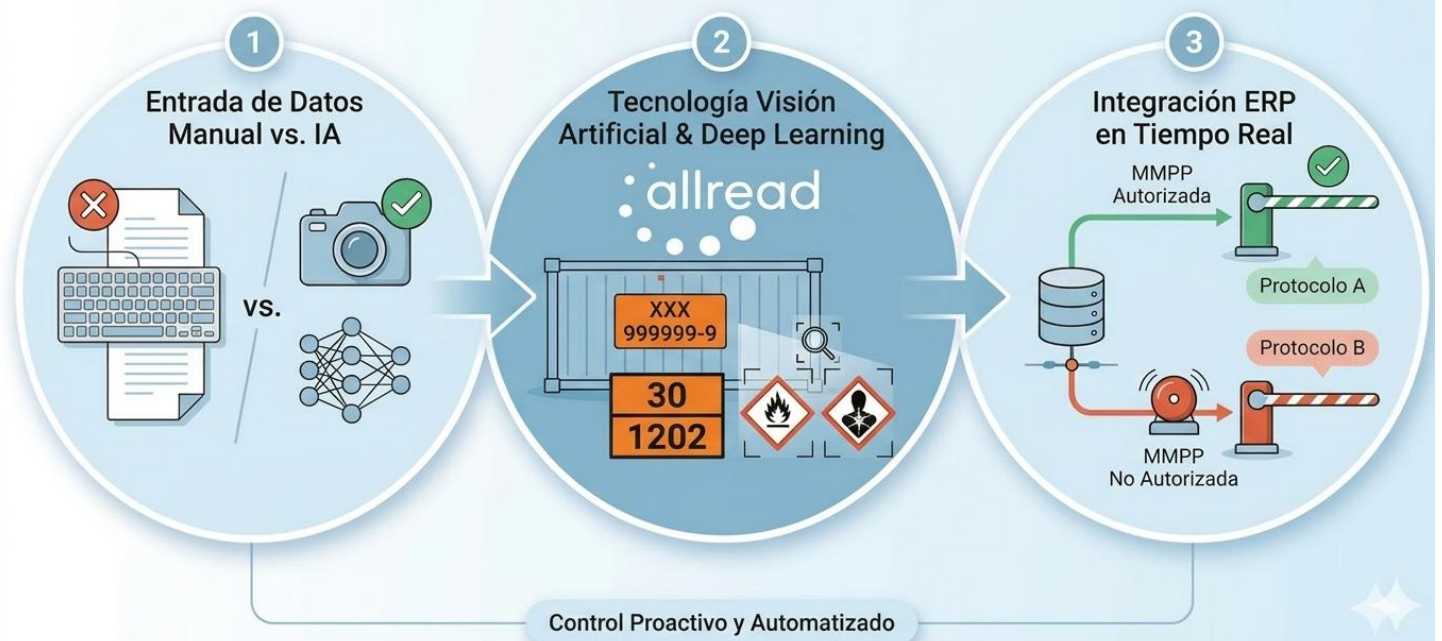 1
Entrada de Datos
Manual vs. IA
vs.
2
Tecnología Visión
Artificial & Deep Learning
allread
XXX
999999-9
30
1202
3
Integración ERP
en Tiempo Real
MMPP
Autorizada
Protocolo A
Protocolo B
MMPP
No Autorizada
Control Proactivo y Automatizado